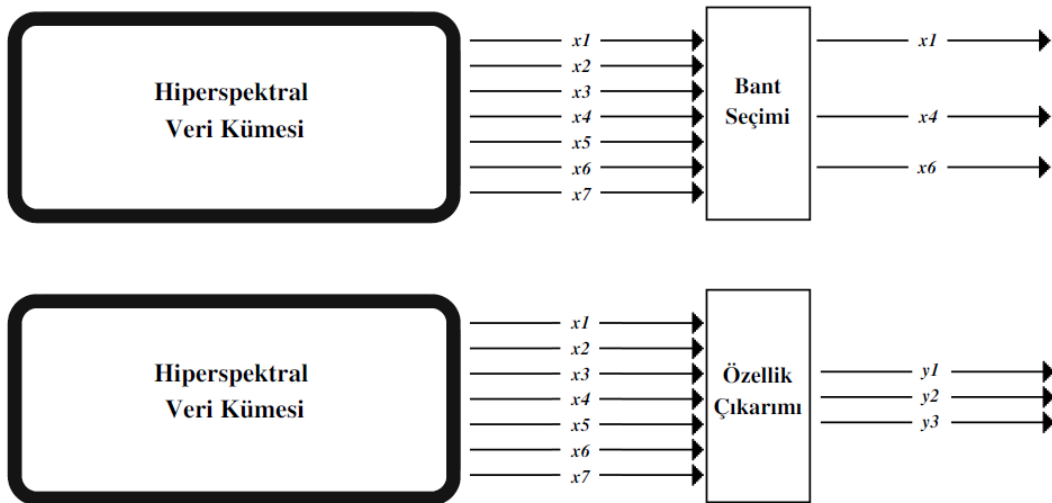 Hiperspektral
Veri Kümesi
x1
x2
x3
x4
x5
x6
x7
Bant
Seçimi
x1
x4
x6
Hiperspektral
Veri Kümesi
x1
x2
x3
x4
x5
x6
x7
Özellik
Çıkarımı
y1
y2
y3